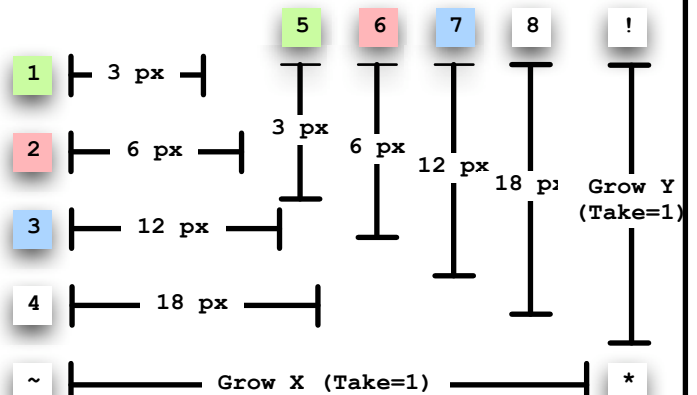 5 6 7 8 !
1 3 px
3 px
2 6 px
6 px
12 px
18 p
Grow Y
(Take=1)
3 12 px
4 18 px
~ Grow X (Take=1) *